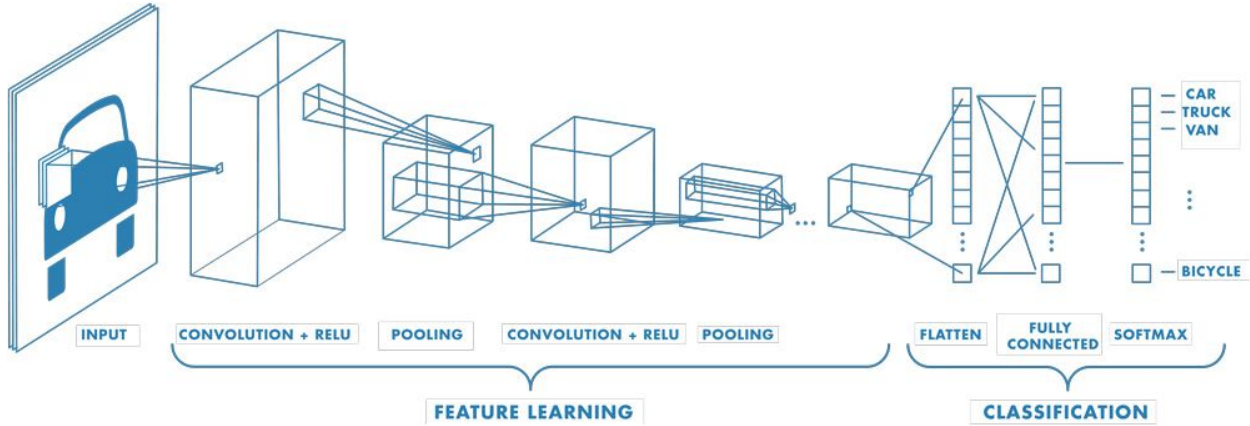 CAR
TRUCK
VAN
BICYCLE
INPUT
CONVOLUTION + RELU
POOLING
CONVOLUTION + RELU
POOLING
FLATTEN
FULLY
CONNECTED
SOFTMAX
FEATURE LEARNING
CLASSIFICATION